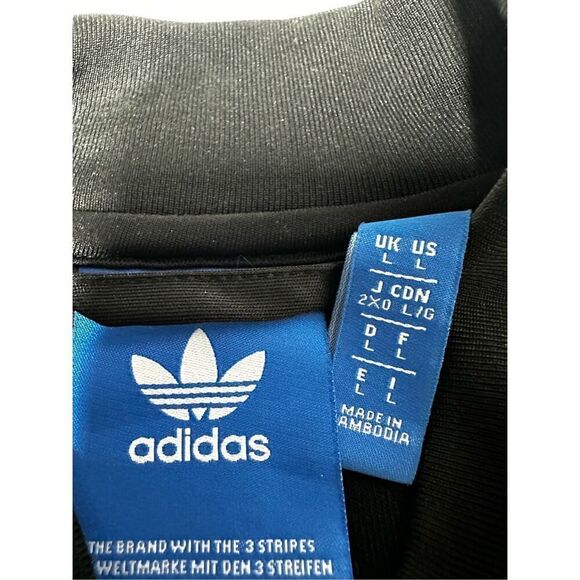 UK US
L L
J CDN
2XO L/G
D F
L L
E I
L L
MADE IN
AMBODIA
adidas
THE BRAND WITH THE 3 STRIPES
WELTMARKE MIT DEN 3 STREIFEN